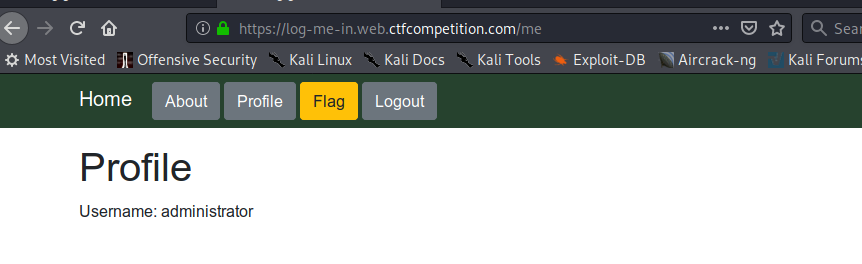 https://log-me-in.web.ctfcompetition.com/me
Most Visited Offensive Security Kali Linux Kali Docs Kali Tools Exploit-DB Aircrack-ng Kali Forums
Home About Profile Flag Logout
Profile
Username: administrator